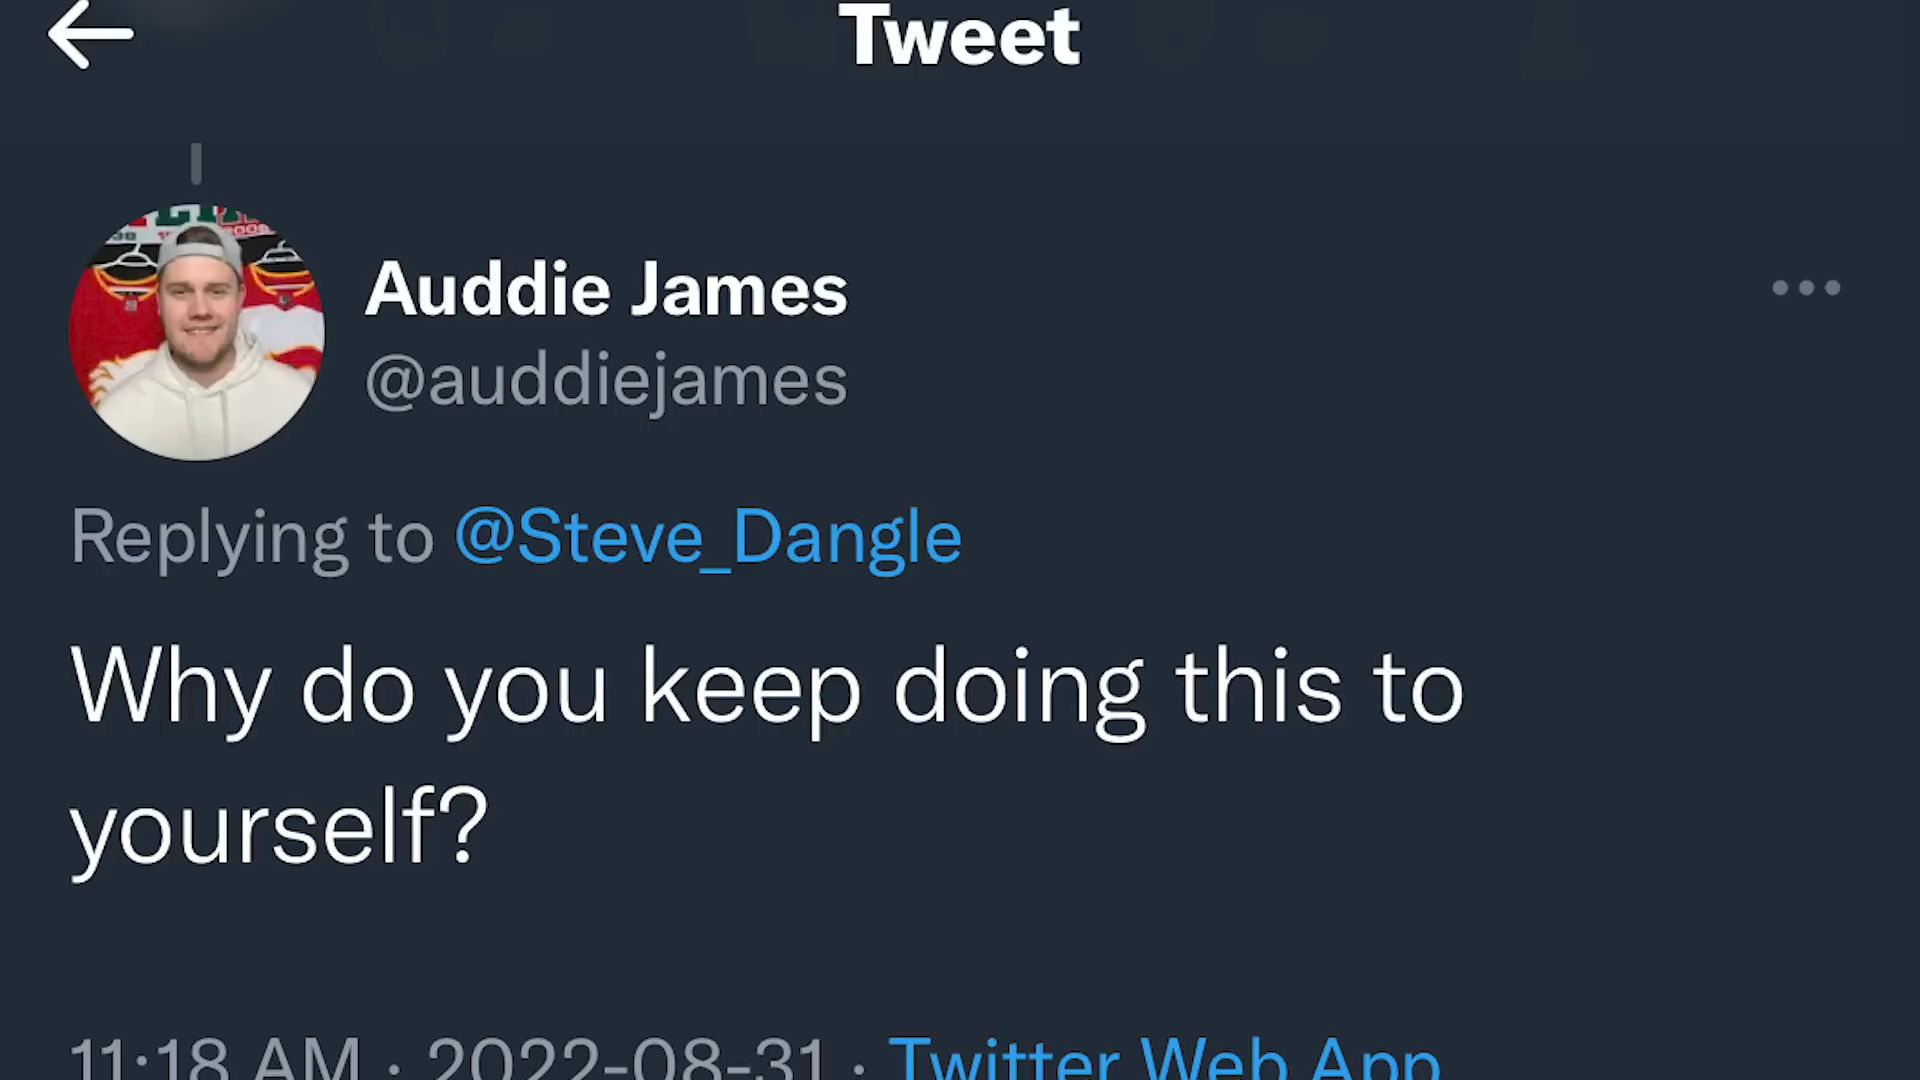 Tweet
Auddie James
@auddiejames
Replying to @Steve_Dangle
Why do you keep doing this to
yourself?
11:18 AM · 2022-08-31 · Twitter Web App